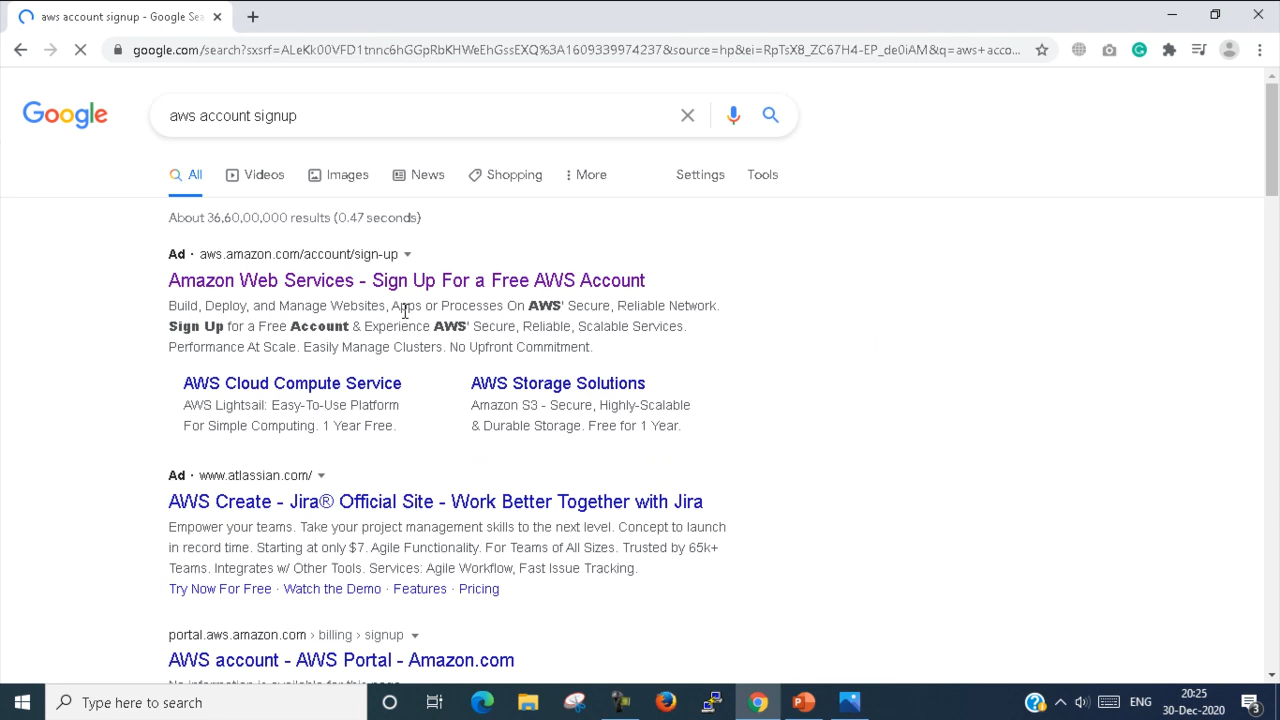 aws account signup - Google Sea
google.com/search?sxsrf=ALeKk00VFD1tnnc6hGGpRbKHWeEhGssEXQ%3A1609339974237&source=hp&ei=RpTsX8_ZC67H4-EP_de0iAM&q=aws+acco...
Google
aws account signup
All Videos Images News Shopping More Settings Tools
About 36,60,00,000 results (0.47 seconds)
Ad · aws.amazon.com/account/sign-up
Amazon Web Services - Sign Up For a Free AWS Account
Build, Deploy, and Manage Websites, Apps or Processes On AWS' Secure, Reliable Network.
Sign Up for a Free Account & Experience AWS' Secure, Reliable, Scalable Services.
Performance At Scale. Easily Manage Clusters. No Upfront Commitment.
AWS Cloud Compute Service
AWS Lightsail: Easy-To-Use Platform
For Simple Computing. 1 Year Free.
AWS Storage Solutions
Amazon S3 - Secure, Highly-Scalable
& Durable Storage. Free for 1 Year.
Ad · www.atlassian.com/
AWS Create - Jira® Official Site - Work Better Together with Jira
Empower your teams. Take your project management skills to the next level. Concept to launch
in record time. Starting at only $7. Agile Functionality. For Teams of All Sizes. Trusted by 65k+
Teams. Integrates w/ Other Tools. Services: Agile Workflow, Fast Issue Tracking.
Try Now For Free · Watch the Demo · Features · Pricing
portal.aws.amazon.com › billing › signup
AWS account - AWS Portal - Amazon.com
No information is available for this page.
Type here to search
ENG
20:25
30-Dec-2020
3